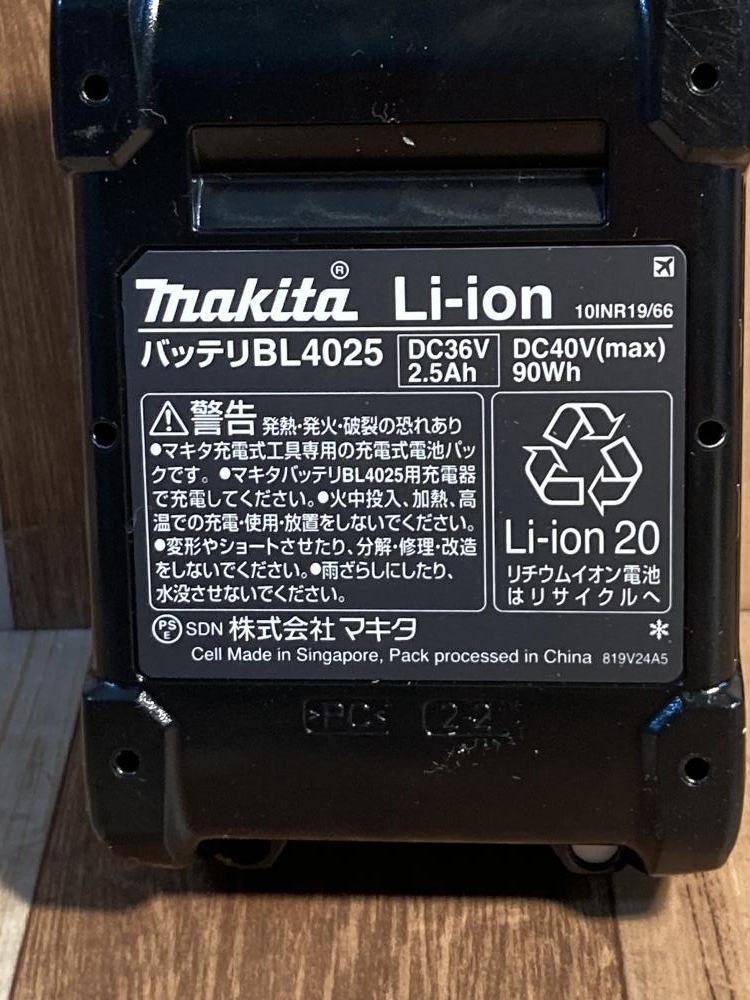 makita® Li-ion 10INR19/66
バッテリBL4025 DC36V 2.5Ah DC40V(max) 90Wh
⚠警告 発熱・発火・破裂の恐れあり
●マキタ充電式工具専用の充電式電池パッ
クです。●マキタバッテリBL4025用充電器
で充電してください。●火中投入、加熱、高
温での充電・使用・放置をしないでください。
●変形やショートさせたり、分解・修理・改造
をしないでください。●雨ざらしにしたり、
水没させないでください。
Li-ion 20
リチウムイオン電池
はリサイクルへ
PSE SDN 株式会社 マキタ
Cell Made in Singapore, Pack processed in China 819V24A5
>PC< 2-2